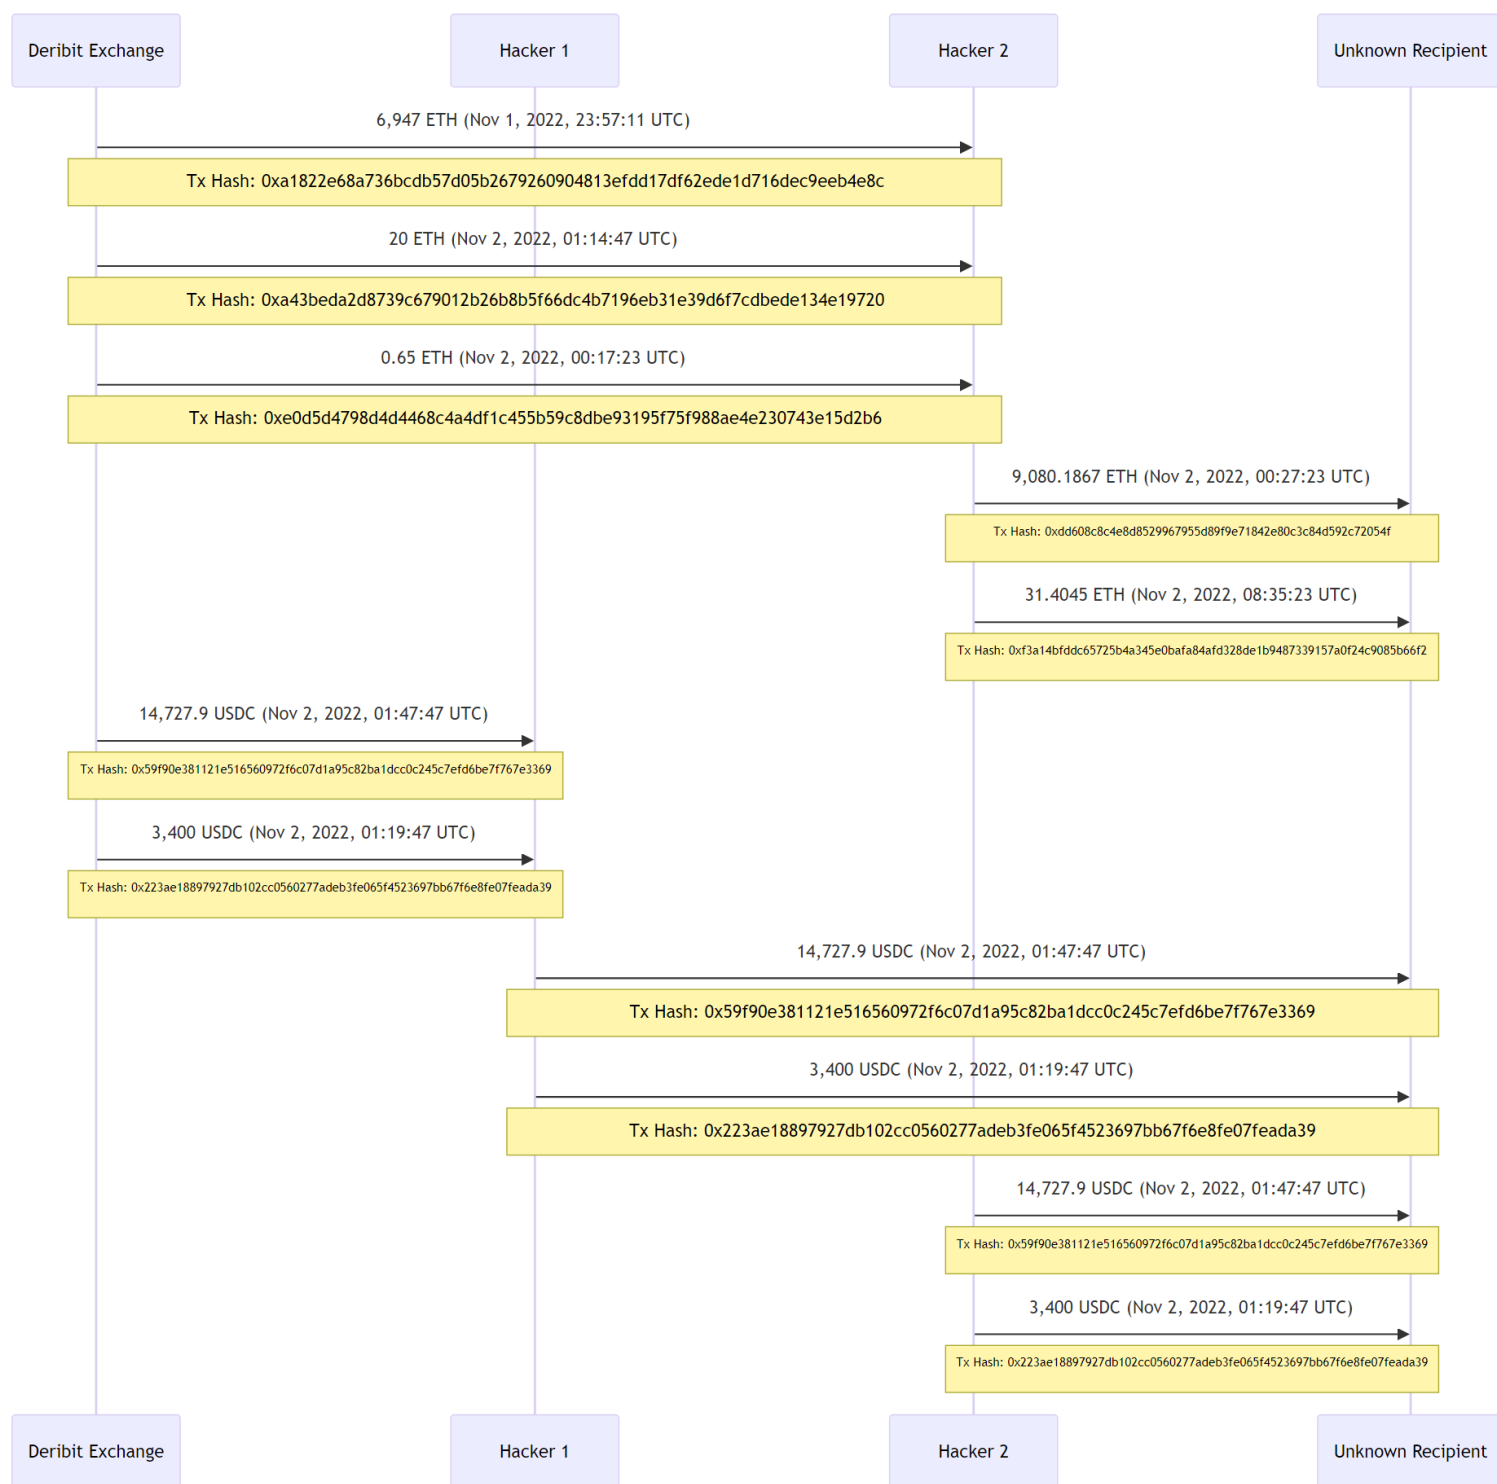 Deribit Exchange
Hacker 1
Hacker 2
Unknown Recipient
6,947 ETH (Nov 1, 2022, 23:57:11 UTC)
Tx Hash: 0xa1822e68a736bcdb57d05b2679260904813efdd17df62ede1d716dec9eeb4e8c
20 ETH (Nov 2, 2022, 01:14:47 UTC)
Tx Hash: 0xa43beda2d8739c679012b26b8b5f66dc4b7196eb31e39d6f7cdbede134e19720
0.65 ETH (Nov 2, 2022, 00:17:23 UTC)
Tx Hash: 0xe0d5d4798d4d4468c4a4df1c455b59c8dbe93195f75f988ae4e230743e15d2b6
9,080.1867 ETH (Nov 2, 2022, 00:27:23 UTC)
Tx Hash: 0xdd608c8c4e8d8529967955d89f9e71842e80c3c84d592c72054f
31.4045 ETH (Nov 2, 2022, 08:35:23 UTC)
Tx Hash: 0xf3a14bfddc65725b4a345e0bafa84afd328de1b9487339157a0f24c9085b66f2
14,727.9 USDC (Nov 2, 2022, 01:47:47 UTC)
Tx Hash: 0x59f90e381121e516560972f6c07d1a95c82ba1dcc0c245c7efd6be7f767e3369
3,400 USDC (Nov 2, 2022, 01:19:47 UTC)
Tx Hash: 0x223ae18897927db102cc0560277adeb3fe065f4523697bb67f6e8fe07feada39
14,727.9 USDC (Nov 2, 2022, 01:47:47 UTC)
Tx Hash: 0x59f90e381121e516560972f6c07d1a95c82ba1dcc0c245c7efd6be7f767e3369
3,400 USDC (Nov 2, 2022, 01:19:47 UTC)
Tx Hash: 0x223ae18897927db102cc0560277adeb3fe065f4523697bb67f6e8fe07feada39
14,727.9 USDC (Nov 2, 2022, 01:47:47 UTC)
Tx Hash: 0x59f90e381121e516560972f6c07d1a95c82ba1dcc0c245c7efd6be7f767e3369
3,400 USDC (Nov 2, 2022, 01:19:47 UTC)
Tx Hash: 0x223ae18897927db102cc0560277adeb3fe065f4523697bb67f6e8fe07feada39
Deribit Exchange
Hacker 1
Hacker 2
Unknown Recipient